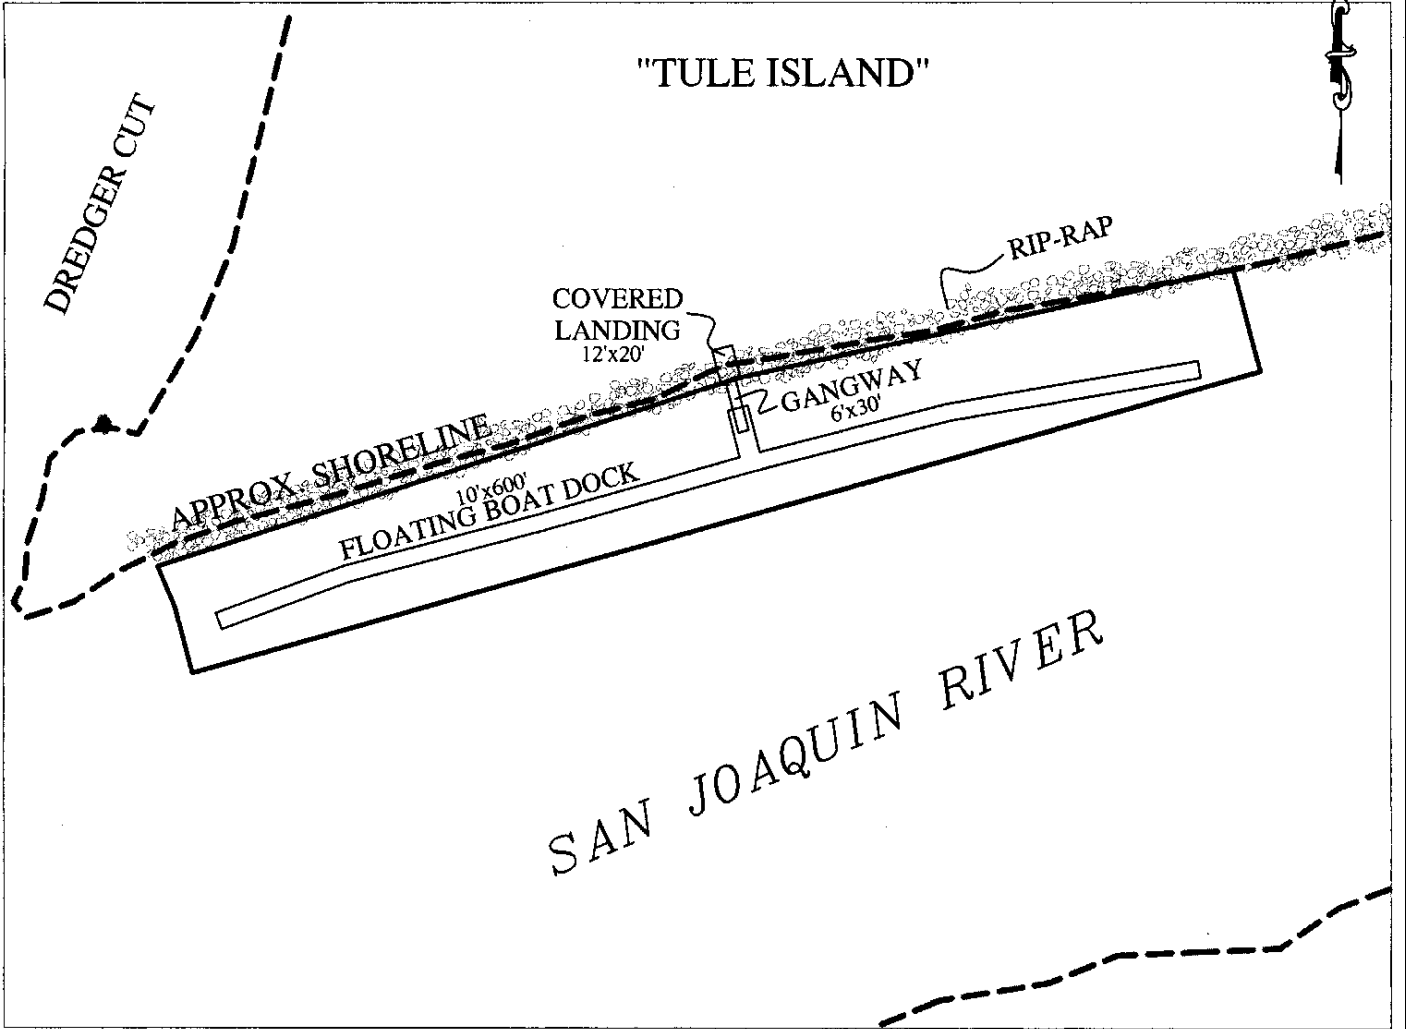 "TULE ISLAND"
DREDGER CUT
RIP-RAP
COVERED
LANDING
12'x20'
GANGWAY
6'x30'
APPROX. SHORELINE
10'x600'
FLOATING BOAT DOCK
SAN JOAQUIN RIVER